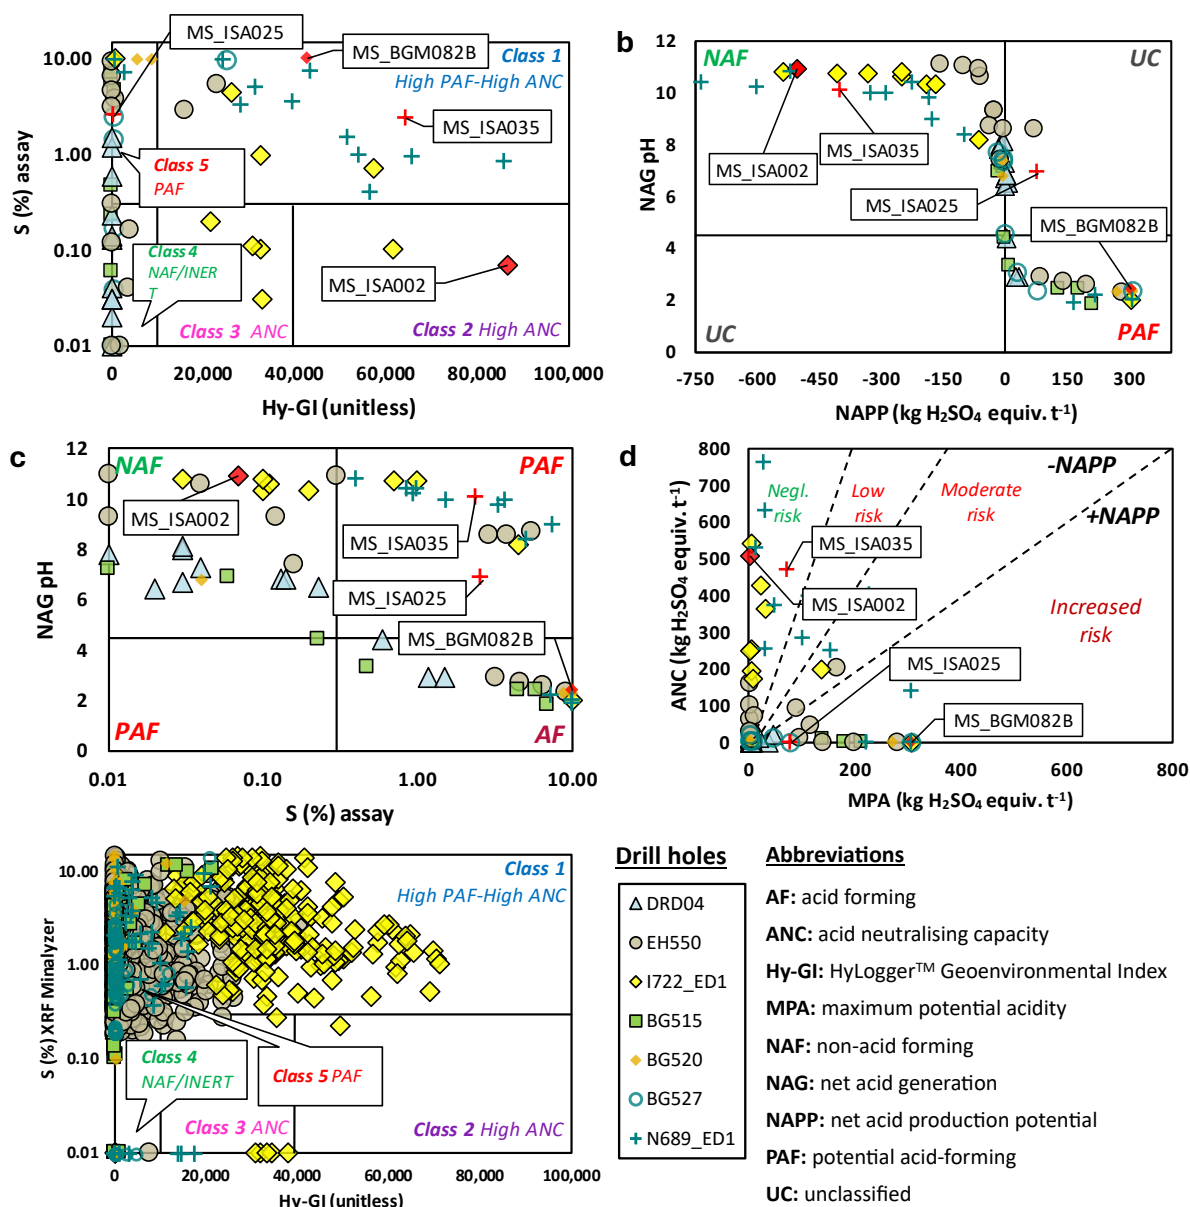 MS_ISA025
MS_BGM082B
Class 1
High PAF-High ANC
MS_ISA035
Class 5
PAF
Class 4
NAF/INER
T
MS_ISA002
Class 3 ANC
Class 2 High ANC
10.00
1.00
0.10
0.01
S (%) assay
0
20,000
40,000
60,000
80,000
100,000
Hy-GI (unitless)
b
NAF
UC
MS_ISA035
MS_ISA002
MS_ISA025
MS_BGM082B
UC
PAF
12
10
8
6
4
2
0
NAG pH
-750
-600
-450
-300
-150
0
150
300
NAPP (kg H₂SO₄ equiv. t⁻¹)
c
NAF
PAF
MS_ISA002
MS_ISA035
MS_ISA025
MS_BGM082B
PAF
AF
12
10
8
6
4
2
0
NAG pH
0.01
0.10
1.00
10.00
S (%) assay
d
-NAPP
+NAPP
Negl.
risk
Low
risk
Moderate
risk
Increased
risk
MS_ISA035
MS_ISA002
MS_ISA025
MS_BGM082B
800
700
600
500
400
300
200
100
0
ANC (kg H₂SO₄ equiv. t⁻¹)
0
200
400
600
800
MPA (kg H₂SO₄ equiv. t⁻¹)
Class 1
High PAF-High ANC
Class 4
NAF/INERT
Class 5 PAF
Class 3 ANC
Class 2 High ANC
10.00
1.00
0.10
0.01
S (%) XRF Minalyzer
0
20,000
40,000
60,000
80,000
100,000
Hy-GI (unitless)
Drill holes
DRD04
EH550
I722_ED1
BG515
BG520
BG527
N689_ED1
Abbreviations
AF: acid forming
ANC: acid neutralising capacity
Hy-GI: HyLogger™ Geoenvironmental Index
MPA: maximum potential acidity
NAF: non-acid forming
NAG: net acid generation
NAPP: net acid production potential
PAF: potential acid-forming
UC: unclassified